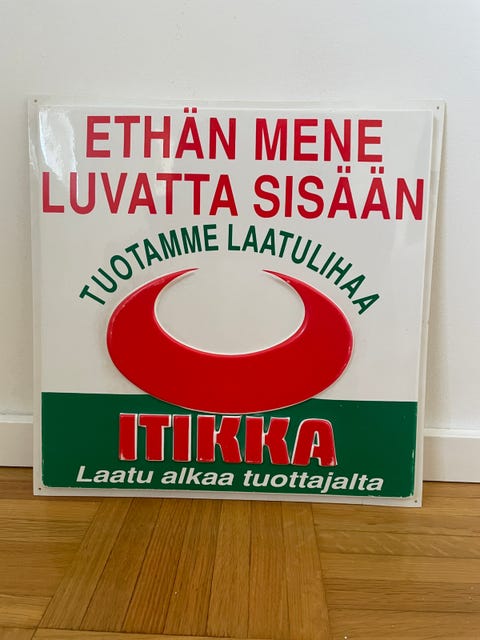 ETHÄN MENE
LUVATTA SISÄÄN
TUOTAMME LAATULIHAA
ITIKKA
Laatu alkaa tuottajalta